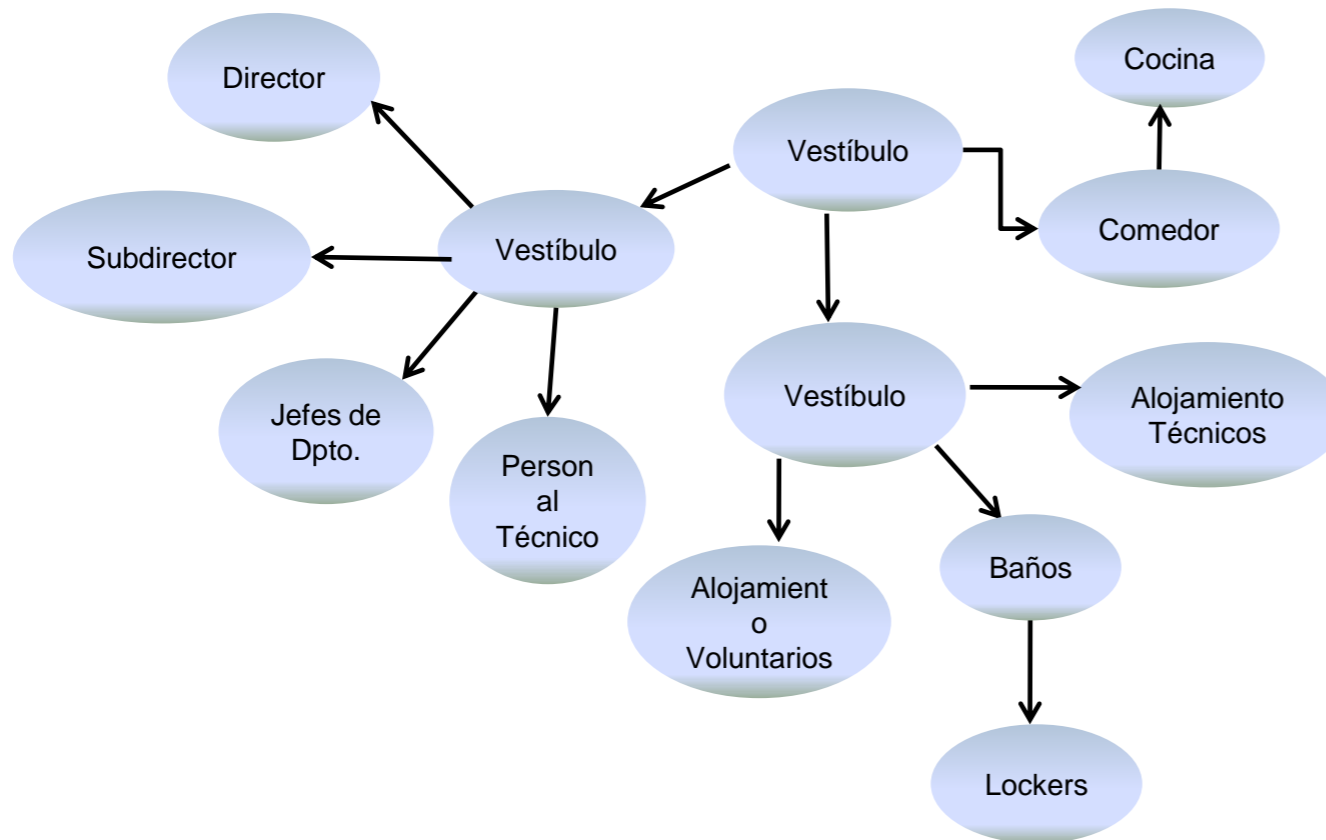 Director
Cocina
Vestíbulo
Subdirector
Vestíbulo
Comedor
Jefes de
Dpto.
Person
al
Técnico
Vestíbulo
Alojamiento
Técnicos
Alojamient
o
Voluntarios
Baños
Lockers